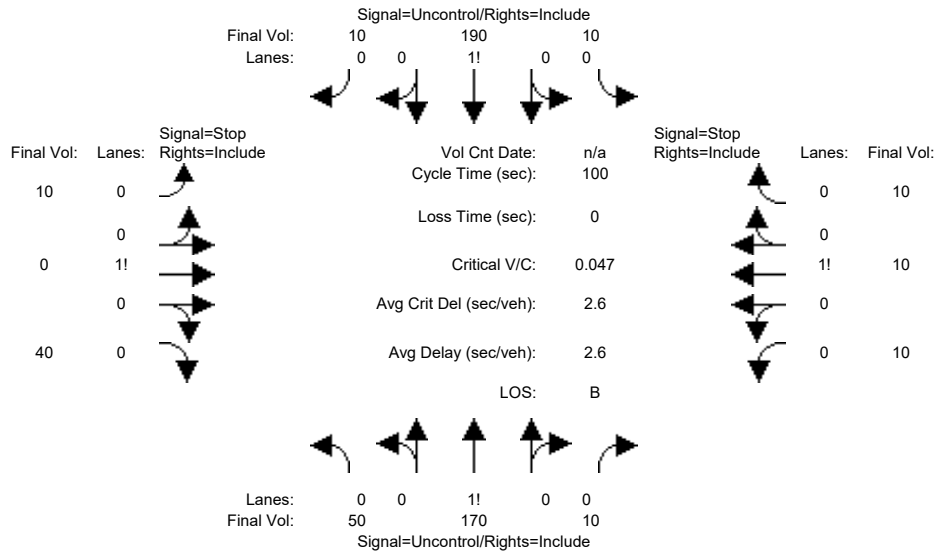 Signal=Uncontrol/Rights=Include
Final Vol: 10 190 10
Lanes: 0 0 1! 0 0
Signal=Stop Signal=Stop
Final Vol: Lanes: Rights=Include Vol Cnt Date: n/a Rights=Include Lanes: Final Vol:
Cycle Time (sec): 100
10 0 0 10
Loss Time (sec): 0
0 0
0 1! Critical V/C: 0.047 1! 10
0 Avg Crit Del (sec/veh): 2.6 0
40 0 Avg Delay (sec/veh): 2.6 0 10
LOS: B
Lanes: 0 0 1! 0 0
Final Vol: 50 170 10
Signal=Uncontrol/Rights=Include